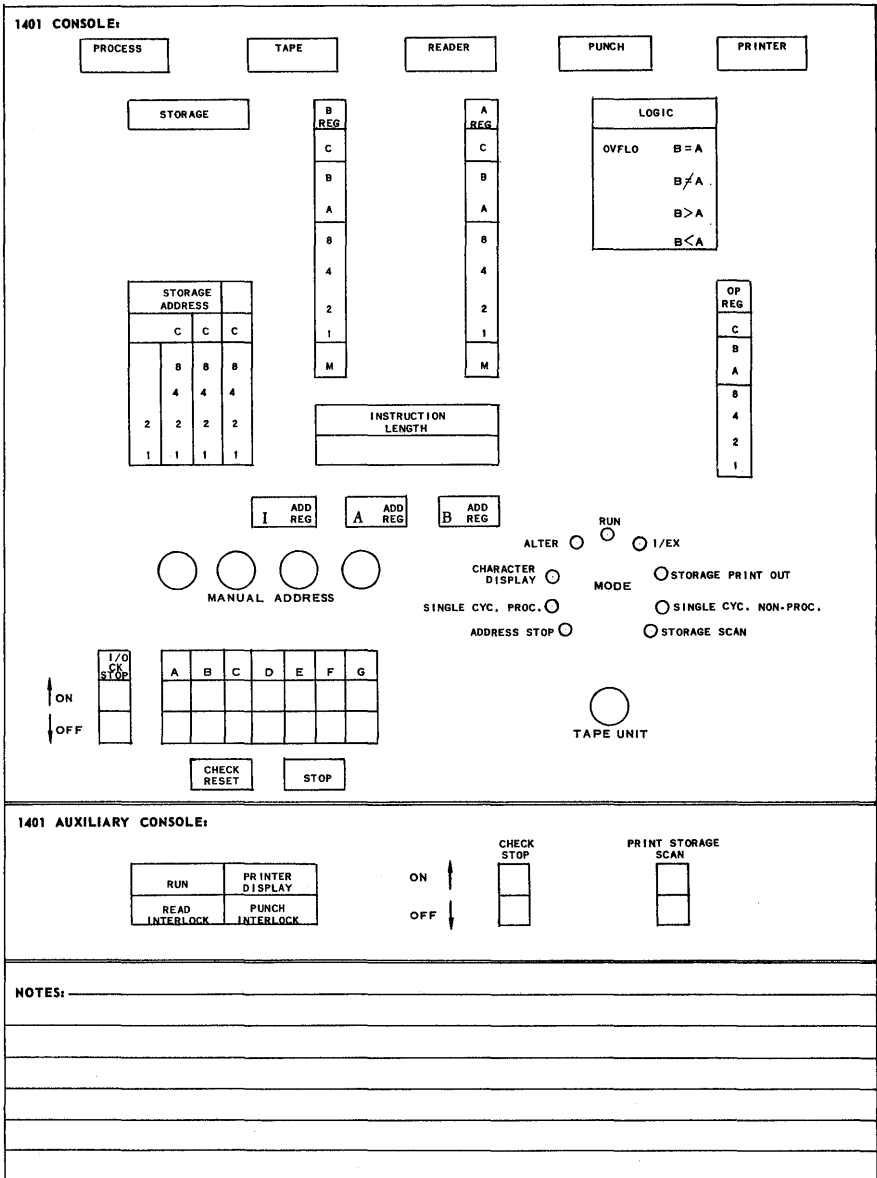 1401 CONSOLE:
PROCESS
TAPE
READER
PUNCH
PRINTER
STORAGE
B
REG
C
B
A
8
4
2
1
M
A
REG
C
B
A
8
4
2
1
M
LOGIC
OVFLO B=A
B≠A
B>A
B<A
STORAGE
ADDRESS
C C C
8 8 8
4 4 4
2 2 2 2
1 1 1 1
INSTRUCTION
LENGTH
OP
REG
C
B
A
8
4
2
1
I ADD
REG
A ADD
REG
B ADD
REG
MANUAL ADDRESS
RUN
ALTER
I/EX
CHARACTER
DISPLAY
MODE
STORAGE PRINT OUT
SINGLE CYC. PROC.
SINGLE CYC. NON-PROC.
ADDRESS STOP
STORAGE SCAN
I/O
CK
STOP
ON
OFF
A B C D E F G
TAPE UNIT
CHECK
RESET
STOP
1401 AUXILIARY CONSOLE:
RUN
PRINTER
DISPLAY
READ
INTERLOCK
PUNCH
INTERLOCK
ON
OFF
CHECK
STOP
PRINT STORAGE
SCAN
NOTES: